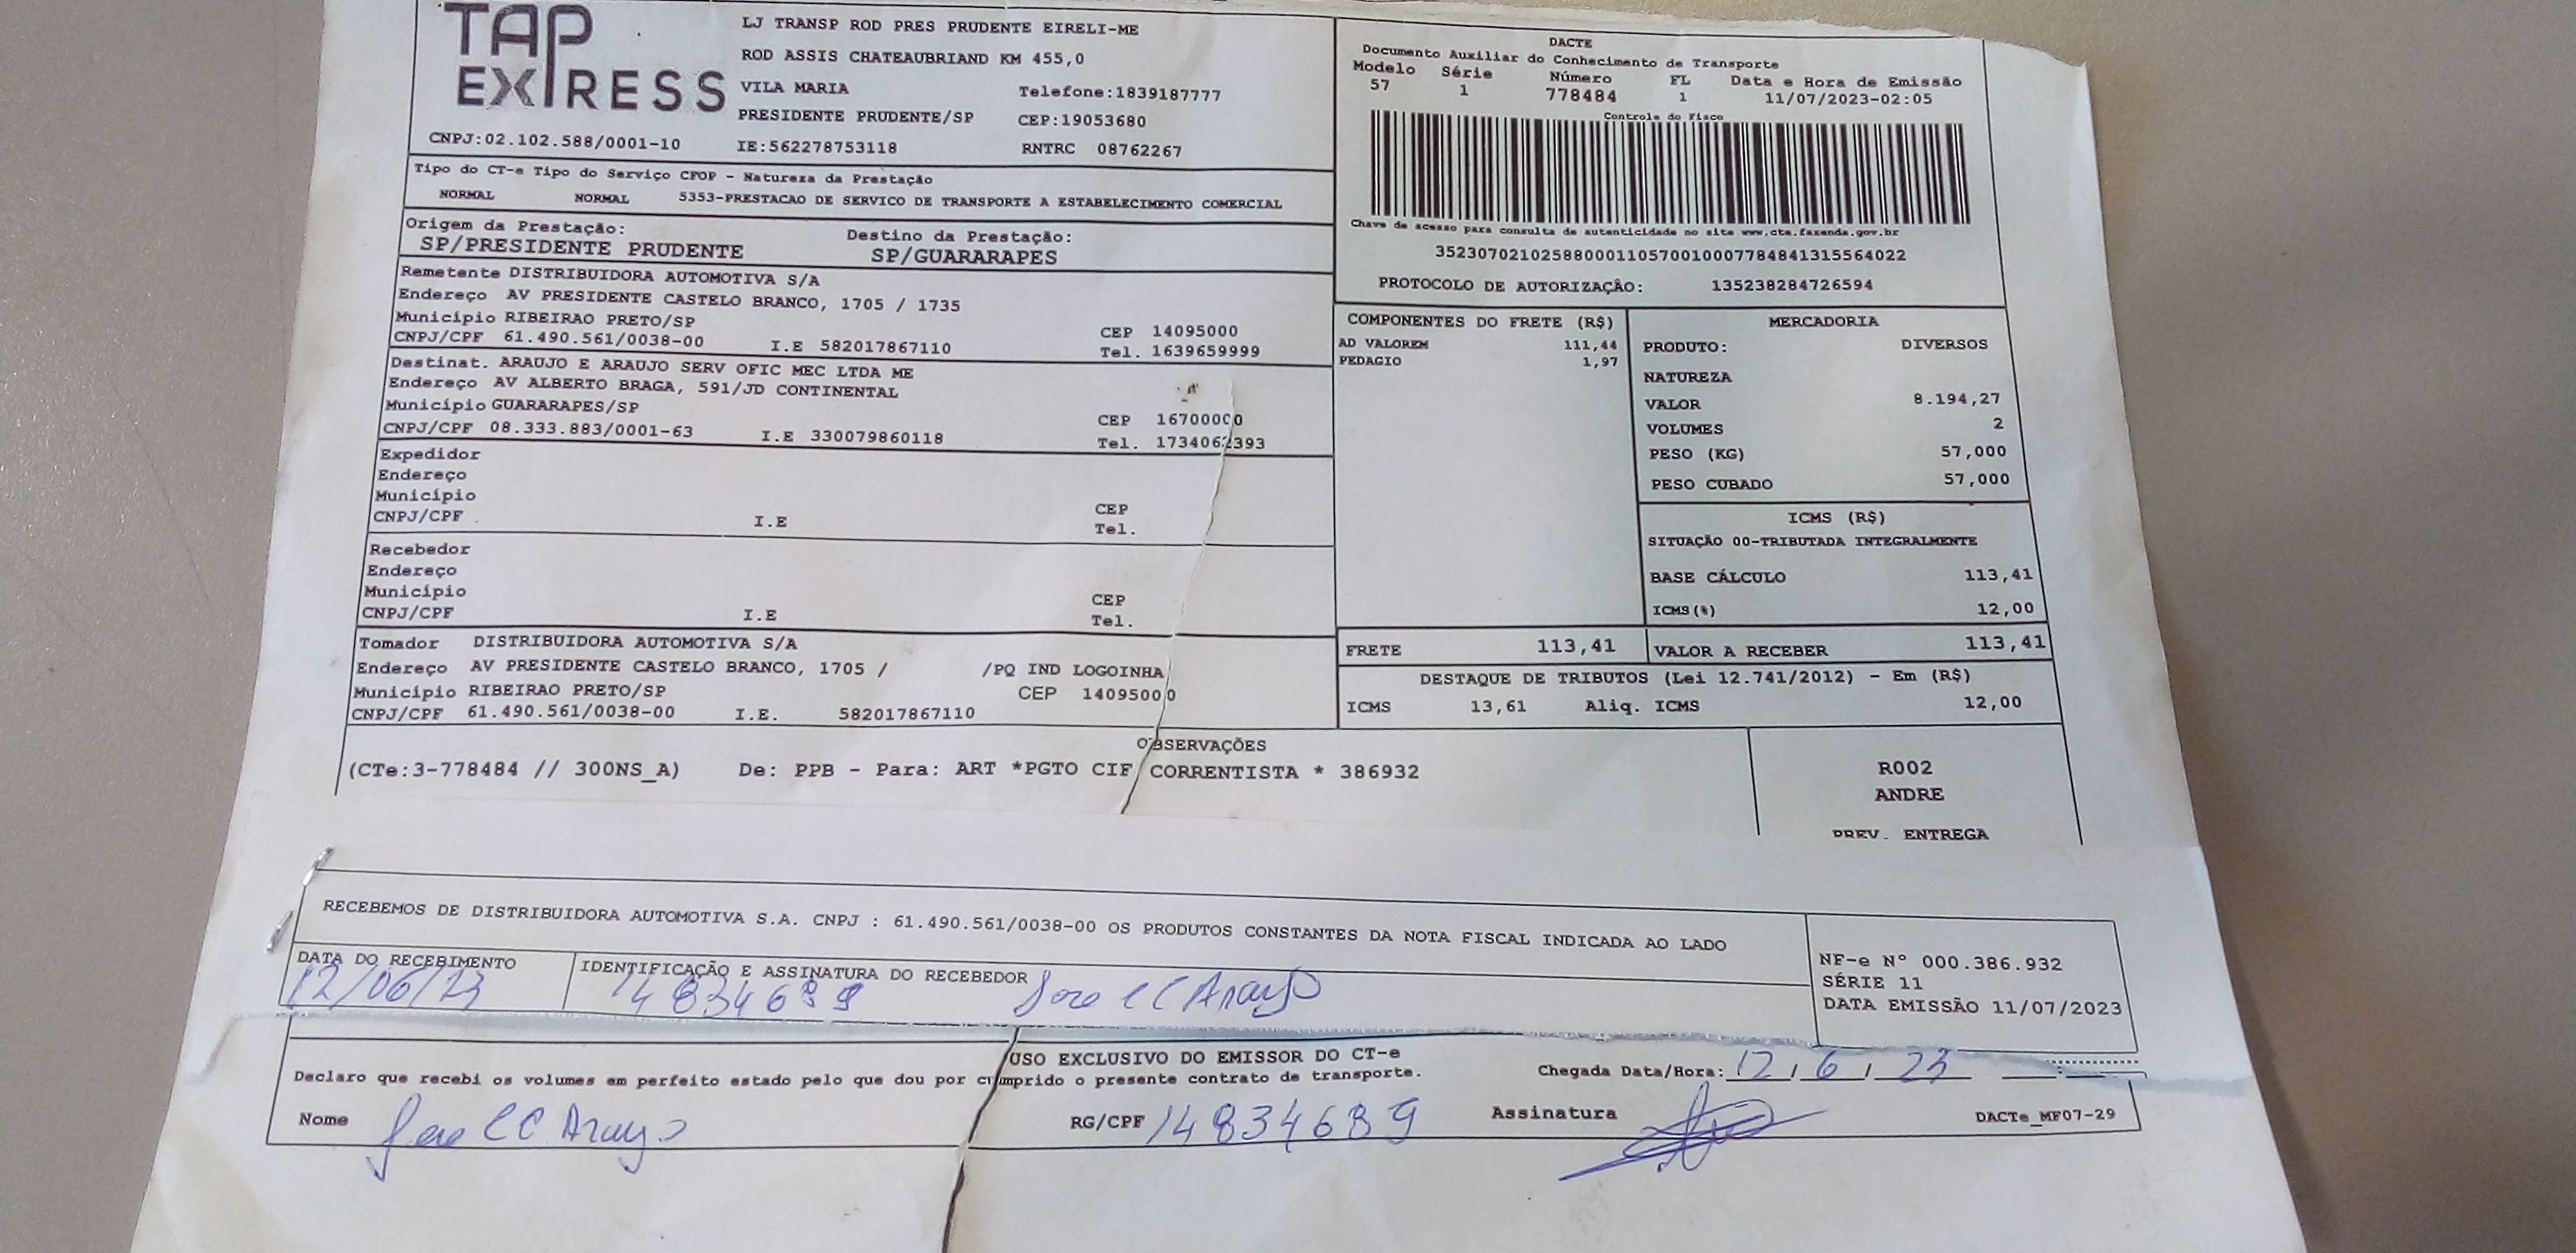 TAP
EXPRESS
CNPJ:02.102.588/0001-10
LJ TRANSP ROD PRES PRUDENTE EIRELI-ME
ROD ASSIS CHATEAUBRIAND KM 455,0
VILA MARIA Telefone:1839187777
PRESIDENTE PRUDENTE/SP CEP:19053680
IE:562278753118 RNTRC 08762267
DACTE
Documento Auxiliar do Conhecimento de Transporte
Modelo Série Número FL Data e Hora de Emissão
57 1 778484 1 11/07/2023-02:05
Controle do Fisco
Chave de acesso para consulta de autenticidade no site www.cte.fazenda.gov.br
35230702102588000110570010007784841315564022
PROTOCOLO DE AUTORIZAÇÃO: 135238284726594
Tipo do CT-e Tipo do Serviço CFOP - Natureza da Prestação
NORMAL NORMAL 5353-PRESTACAO DE SERVICO DE TRANSPORTE A ESTABELECIMENTO COMERCIAL
Origem da Prestação: Destino da Prestação:
SP/PRESIDENTE PRUDENTE SP/GUARARAPES
Remetente DISTRIBUIDORA AUTOMOTIVA S/A
Endereço AV PRESIDENTE CASTELO BRANCO, 1705 / 1735
Município RIBEIRAO PRETO/SP CEP 14095000
CNPJ/CPF 61.490.561/0038-00 I.E 582017867110 Tel. 1639659999
Destinat. ARAUJO E ARAUJO SERV OFIC MEC LTDA ME
Endereço AV ALBERTO BRAGA, 591/JD CONTINENTAL
Município GUARARAPES/SP CEP 16700000
CNPJ/CPF 08.333.883/0001-63 I.E 330079860118 Tel. 1734062393
Expedidor
Endereço
Município CEP
CNPJ/CPF I.E Tel.
Recebedor
Endereço
Município CEP
CNPJ/CPF I.E Tel.
Tomador DISTRIBUIDORA AUTOMOTIVA S/A
Endereço AV PRESIDENTE CASTELO BRANCO, 1705 / /PQ IND LOGOINHA
Município RIBEIRAO PRETO/SP CEP 14095000
CNPJ/CPF 61.490.561/0038-00 I.E. 582017867110
COMPONENTES DO FRETE (R$)
AD VALOREM 111,44
PEDAGIO 1,97
MERCADORIA
PRODUTO: DIVERSOS
NATUREZA
VALOR 8.194,27
VOLUMES 2
PESO (KG) 57,000
PESO CUBADO 57,000
ICMS (R$)
SITUAÇÃO 00-TRIBUTADA INTEGRALMENTE
BASE CÁLCULO 113,41
ICMS(%) 12,00
FRETE 113,41 VALOR A RECEBER 113,41
DESTAQUE DE TRIBUTOS (Lei 12.741/2012) - Em (R$)
ICMS 13,61 Aliq. ICMS 12,00
OBSERVAÇÕES
(CTe:3-778484 // 300NS_A) De: PPB - Para: ART *PGTO CIF CORRENTISTA * 386932
R002
ANDRE
PREV. ENTREGA
RECEBEMOS DE DISTRIBUIDORA AUTOMOTIVA S.A. CNPJ : 61.490.561/0038-00 OS PRODUTOS CONSTANTES DA NOTA FISCAL INDICADA AO LADO
DATA DO RECEBIMENTO IDENTIFICAÇÃO E ASSINATURA DO RECEBEDOR
12/06/23 14834689 Jose C C Araujo
NF-e Nº 000.386.932
SÉRIE 11
DATA EMISSÃO 11/07/2023
USO EXCLUSIVO DO EMISSOR DO CT-e
Declaro que recebi os volumes em perfeito estado pelo que dou por cumprido o presente contrato de transporte. Chegada Data/Hora: 12 / 6 / 23
Nome Jose C C Araujo RG/CPF 14834689 Assinatura DACTe_MF07-29